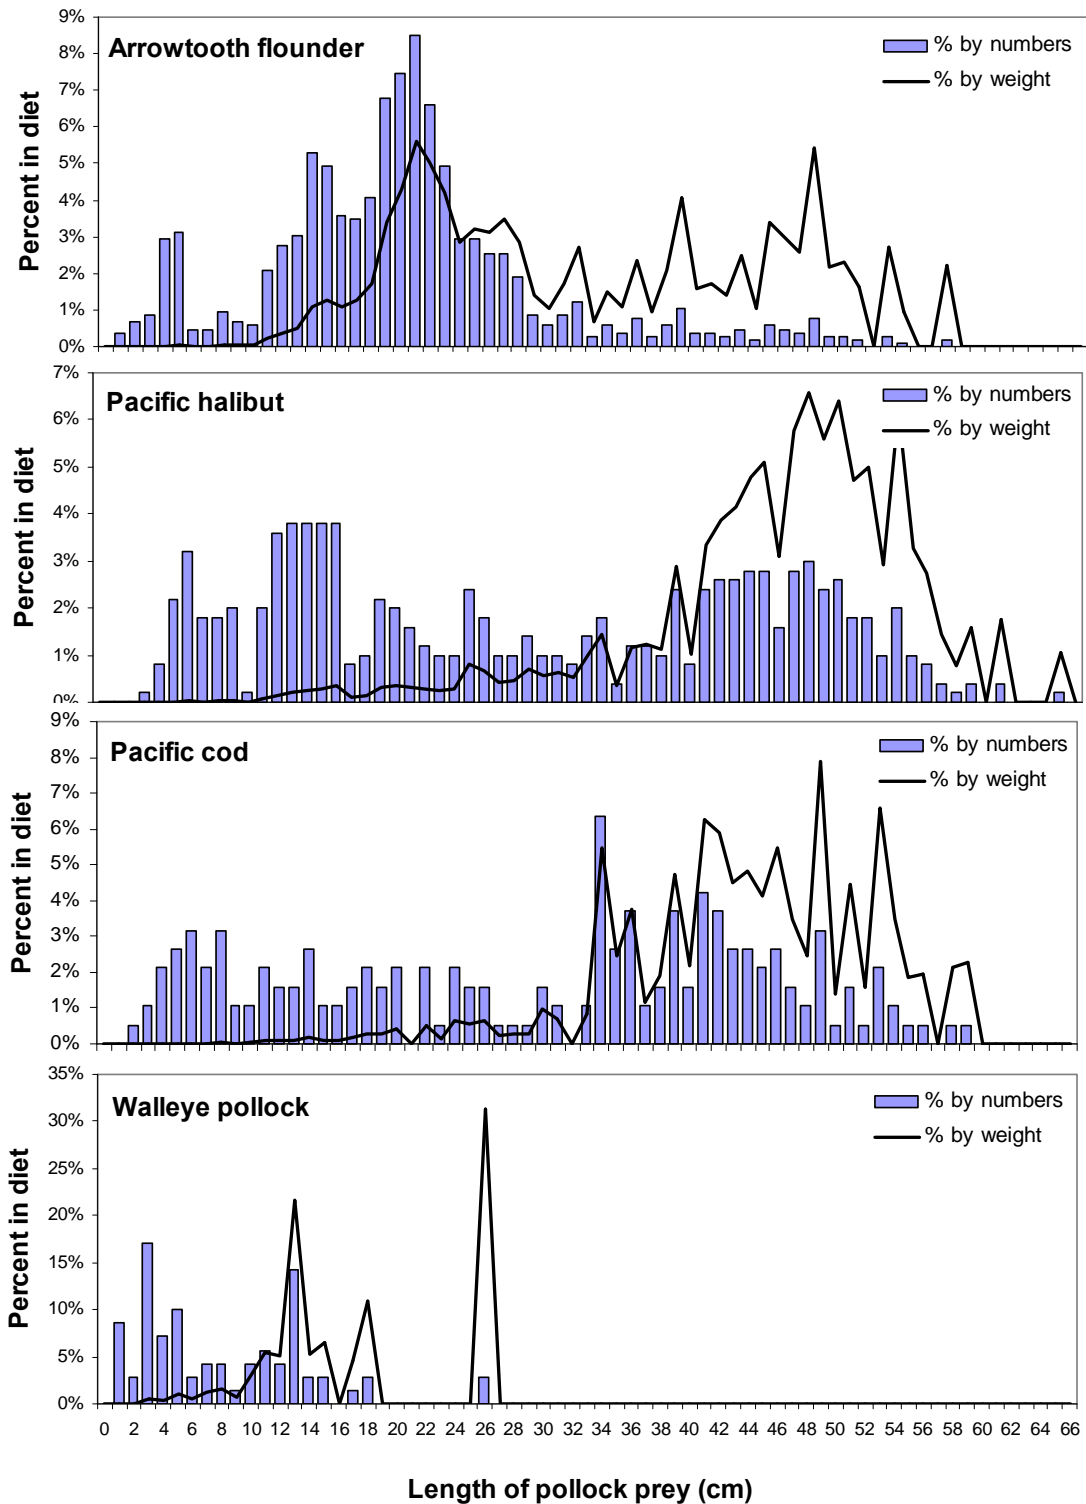 Arrowtooth flounder
% by numbers
% by weight
Percent in diet
9%
8%
7%
6%
5%
4%
3%
2%
1%
0%
Pacific halibut
% by numbers
% by weight
Percent in diet
7%
6%
5%
4%
3%
2%
1%
0%
Pacific cod
% by numbers
% by weight
Percent in diet
9%
8%
7%
6%
5%
4%
3%
2%
1%
0%
Walleye pollock
% by numbers
% by weight
Percent in diet
35%
30%
25%
20%
15%
10%
5%
0%
0 2 4 6 8 10 12 14 16 18 20 22 24 26 28 30 32 34 36 38 40 42 44 46 48 50 52 54 56 58 60 62 64 66
Length of pollock prey (cm)